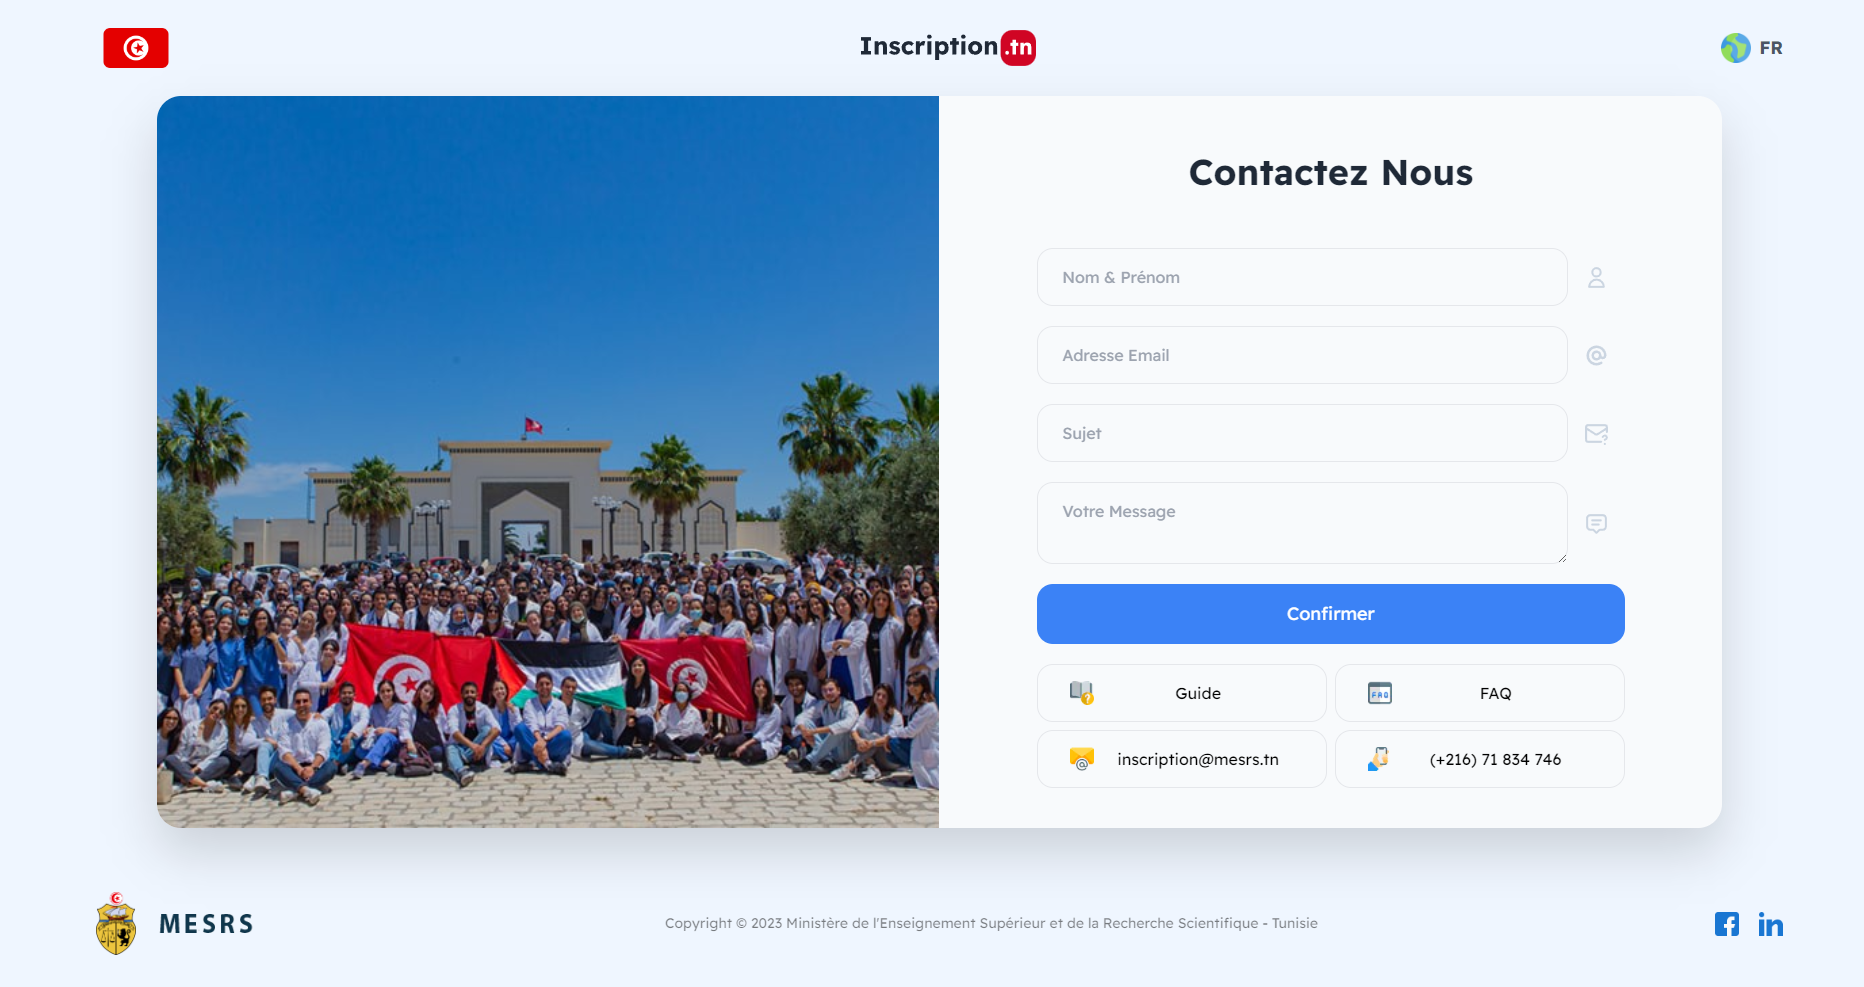 Inscription.tn
FR
Contactez Nous
Nom & Prénom
Adresse Email
Sujet
Votre Message
Confirmer
Guide
FAQ
FAQ
inscription@mesrs.tn
(+216) 71 834 746
MESRS
Copyright © 2023 Ministère de l'Enseignement Supérieur et de la Recherche Scientifique - Tunisie